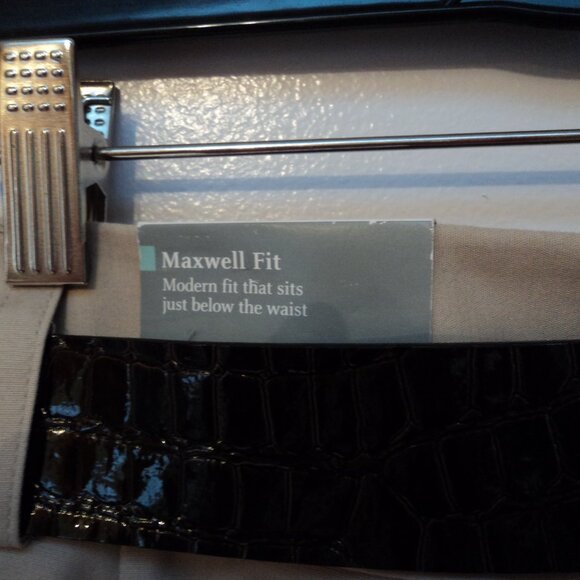 Maxwell Fit
Modern fit that sits
just below the waist